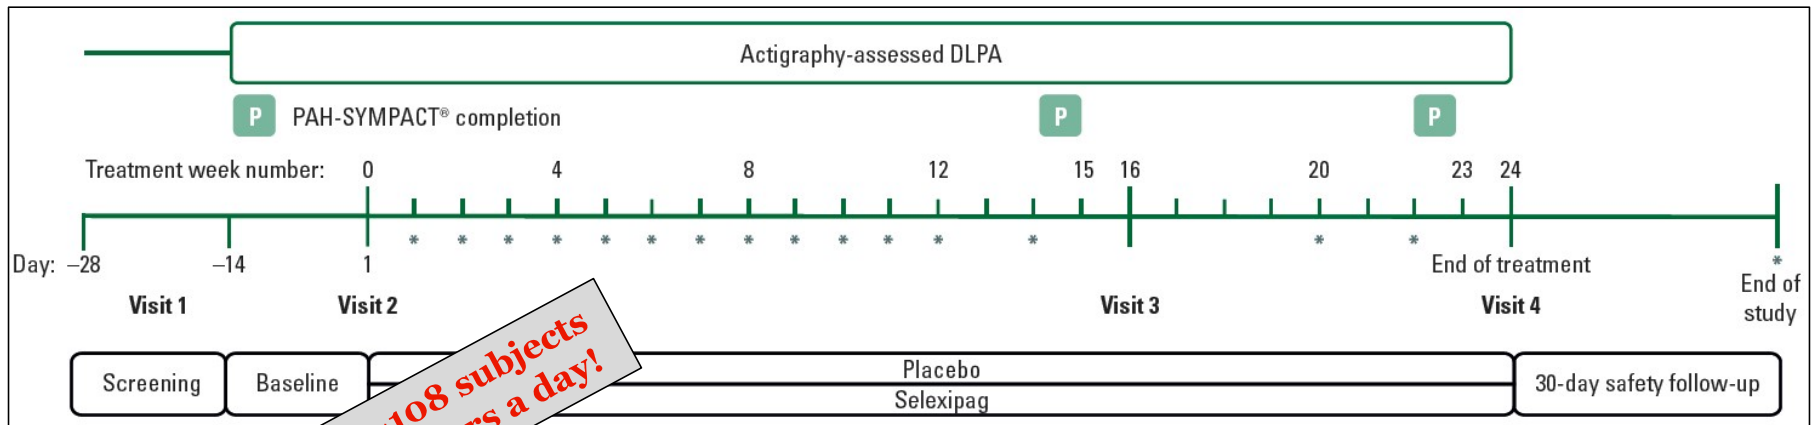 Actigraphy-assessed DLPA
P PAH-SYMPACT® completion P P
Treatment week number: 0 4 8 12 15 16 20 23 24
* * * * * * * * * * * * * * *
Day: –28 –14 1 End of treatment *
Visit 1 Visit 2 Visit 3 Visit 4 End of
study
108 subjects
a day!
Screening Baseline Placebo 30-day safety follow-up
Selexipag